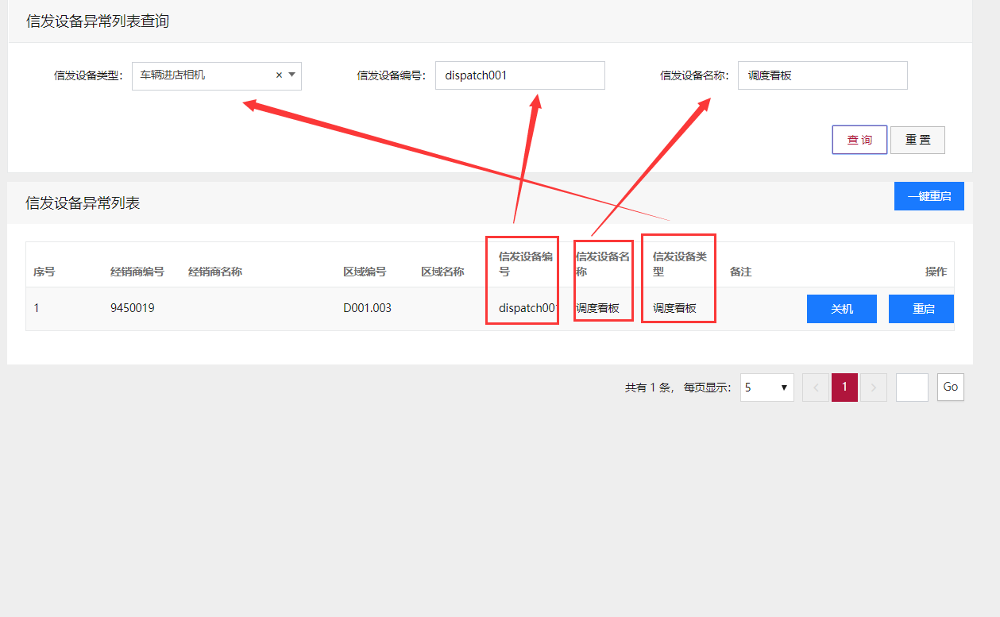 信发设备异常列表查询
信发设备类型： 车辆进店相机 × 信发设备编号： dispatch001 信发设备名称： 调度看板
查 询 重 置
信发设备异常列表 一键重启
序号 经销商编号 经销商名称 区域编号 区域名称 信发设备编号 信发设备名称 信发设备类型 备注 操作
1 9450019 D001.003 dispatch001 调度看板 调度看板 关机 重启
共有 1 条， 每页显示： 5 < 1 > Go